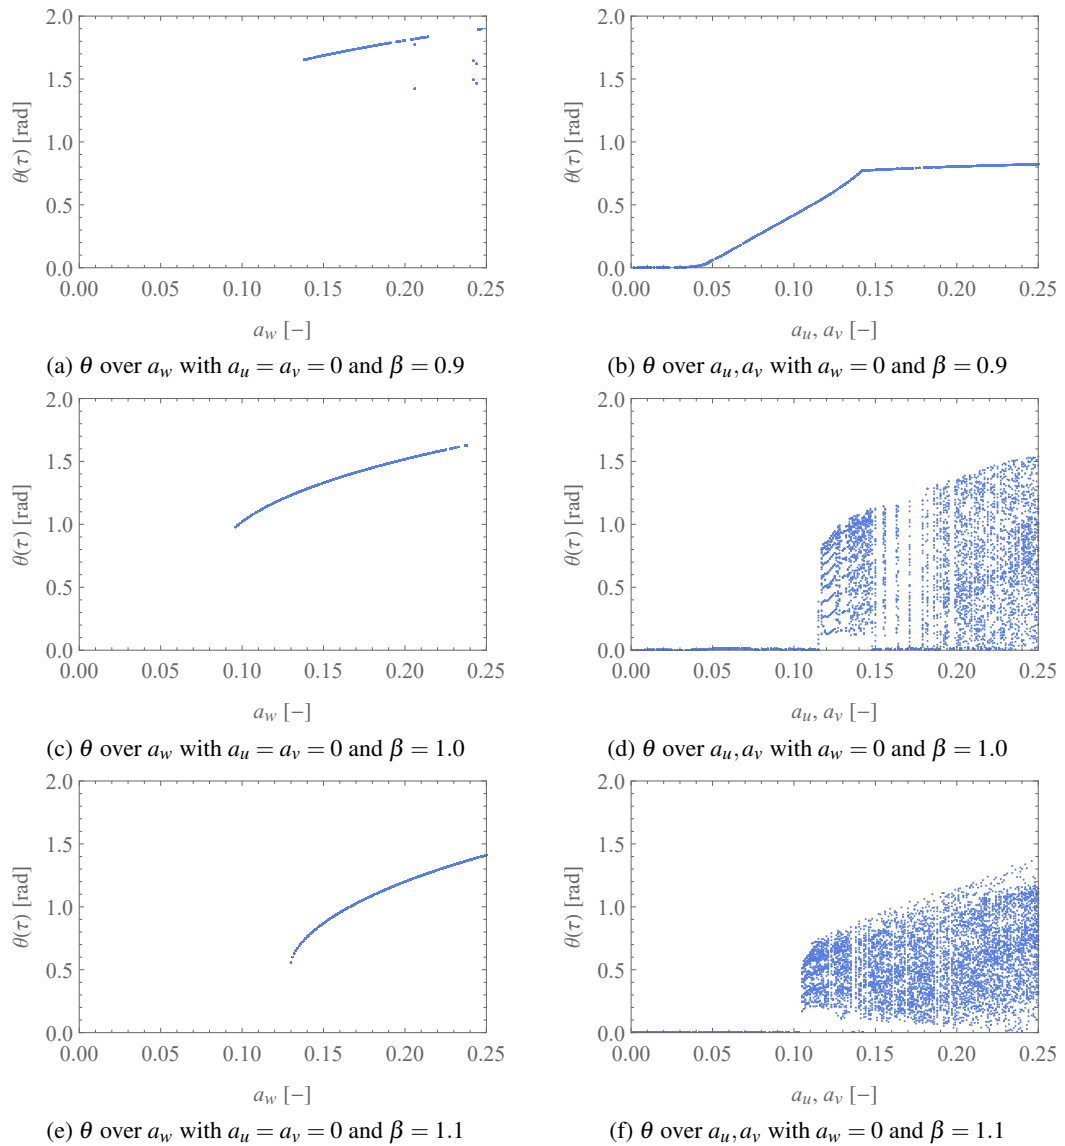 2.0
1.5
1.0
0.5
0.0
θ(τ) [rad]
0.00 0.05 0.10 0.15 0.20 0.25
a_w [−]
(a) θ over a_w with a_u = a_v = 0 and β = 0.9
2.0
1.5
1.0
0.5
0.0
θ(τ) [rad]
0.00 0.05 0.10 0.15 0.20 0.25
a_u, a_v [−]
(b) θ over a_u, a_v with a_w = 0 and β = 0.9
2.0
1.5
1.0
0.5
0.0
θ(τ) [rad]
0.00 0.05 0.10 0.15 0.20 0.25
a_w [−]
(c) θ over a_w with a_u = a_v = 0 and β = 1.0
2.0
1.5
1.0
0.5
0.0
θ(τ) [rad]
0.00 0.05 0.10 0.15 0.20 0.25
a_u, a_v [−]
(d) θ over a_u, a_v with a_w = 0 and β = 1.0
2.0
1.5
1.0
0.5
0.0
θ(τ) [rad]
0.00 0.05 0.10 0.15 0.20 0.25
a_w [−]
(e) θ over a_w with a_u = a_v = 0 and β = 1.1
2.0
1.5
1.0
0.5
0.0
θ(τ) [rad]
0.00 0.05 0.10 0.15 0.20 0.25
a_u, a_v [−]
(f) θ over a_u, a_v with a_w = 0 and β = 1.1